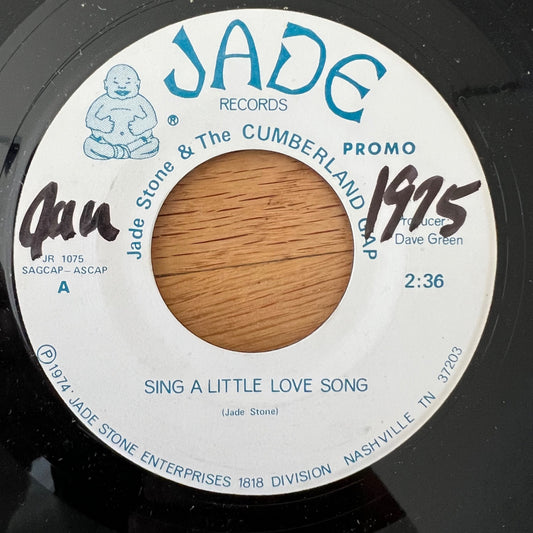 JADE
RECORDS
®
Jade Stone & The CUMBERLAND GAP
PROMO
Jan 1975
JR 1075
SAGCAP - ASCAP
A
Producer
Dave Green
2:36
SING A LITTLE LOVE SONG
(Jade Stone)
Ⓟ1974 JADE STONE ENTERPRISES 1818 DIVISION NASHVILLE TN 37203